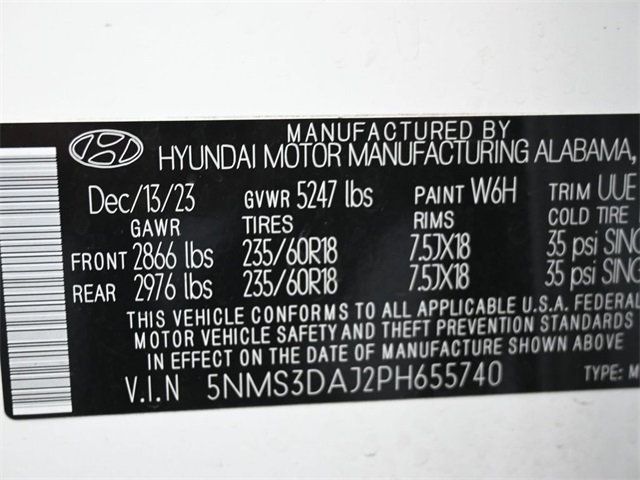 MANUFACTURED BY
HYUNDAI MOTOR MANUFACTURING ALABAMA,
Dec/13/23 GVWR 5247 lbs PAINT W6H TRIM UUE
GAWR TIRES RIMS COLD TIRE
FRONT 2866 lbs 235/60R18 7.5JX18 35 psi SING
REAR 2976 lbs 235/60R18 7.5JX18 35 psi SING
THIS VEHICLE CONFORMS TO ALL APPLICABLE U.S.A. FEDERAL
MOTOR VEHICLE SAFETY AND THEFT PREVENTION STANDARDS
IN EFFECT ON THE DATE OF MANUFACTURE SHOWN ABOVE.
V.I.N 5NMS3DAJ2PH655740 TYPE: M